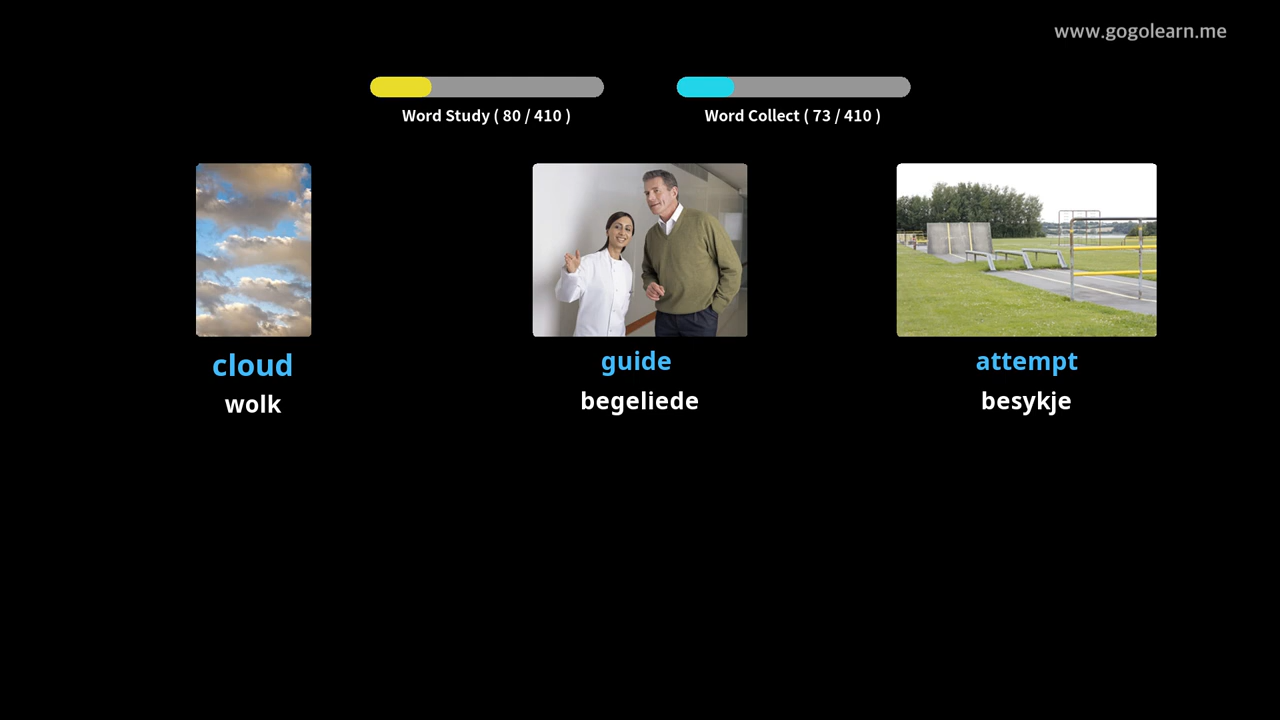 www.gogolearn.me
Word Study ( 80 / 410 )
Word Collect ( 73 / 410 )
cloud
wolk
guide
begeliede
attempt
besykje